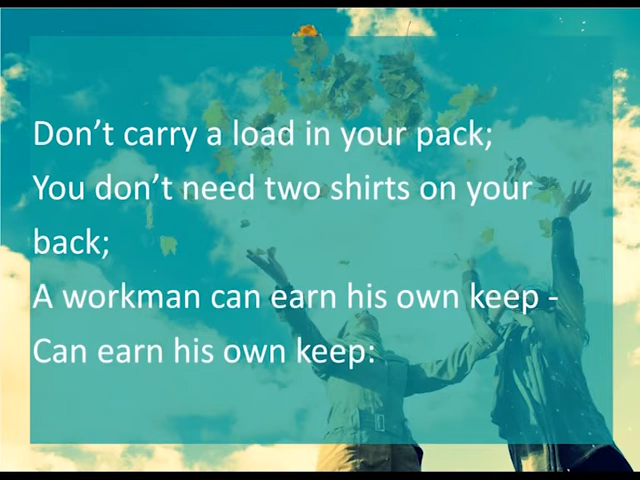 Don’t carry a load in your pack;
You don’t need two shirts on your
back;
A workman can earn his own keep -
Can earn his own keep: